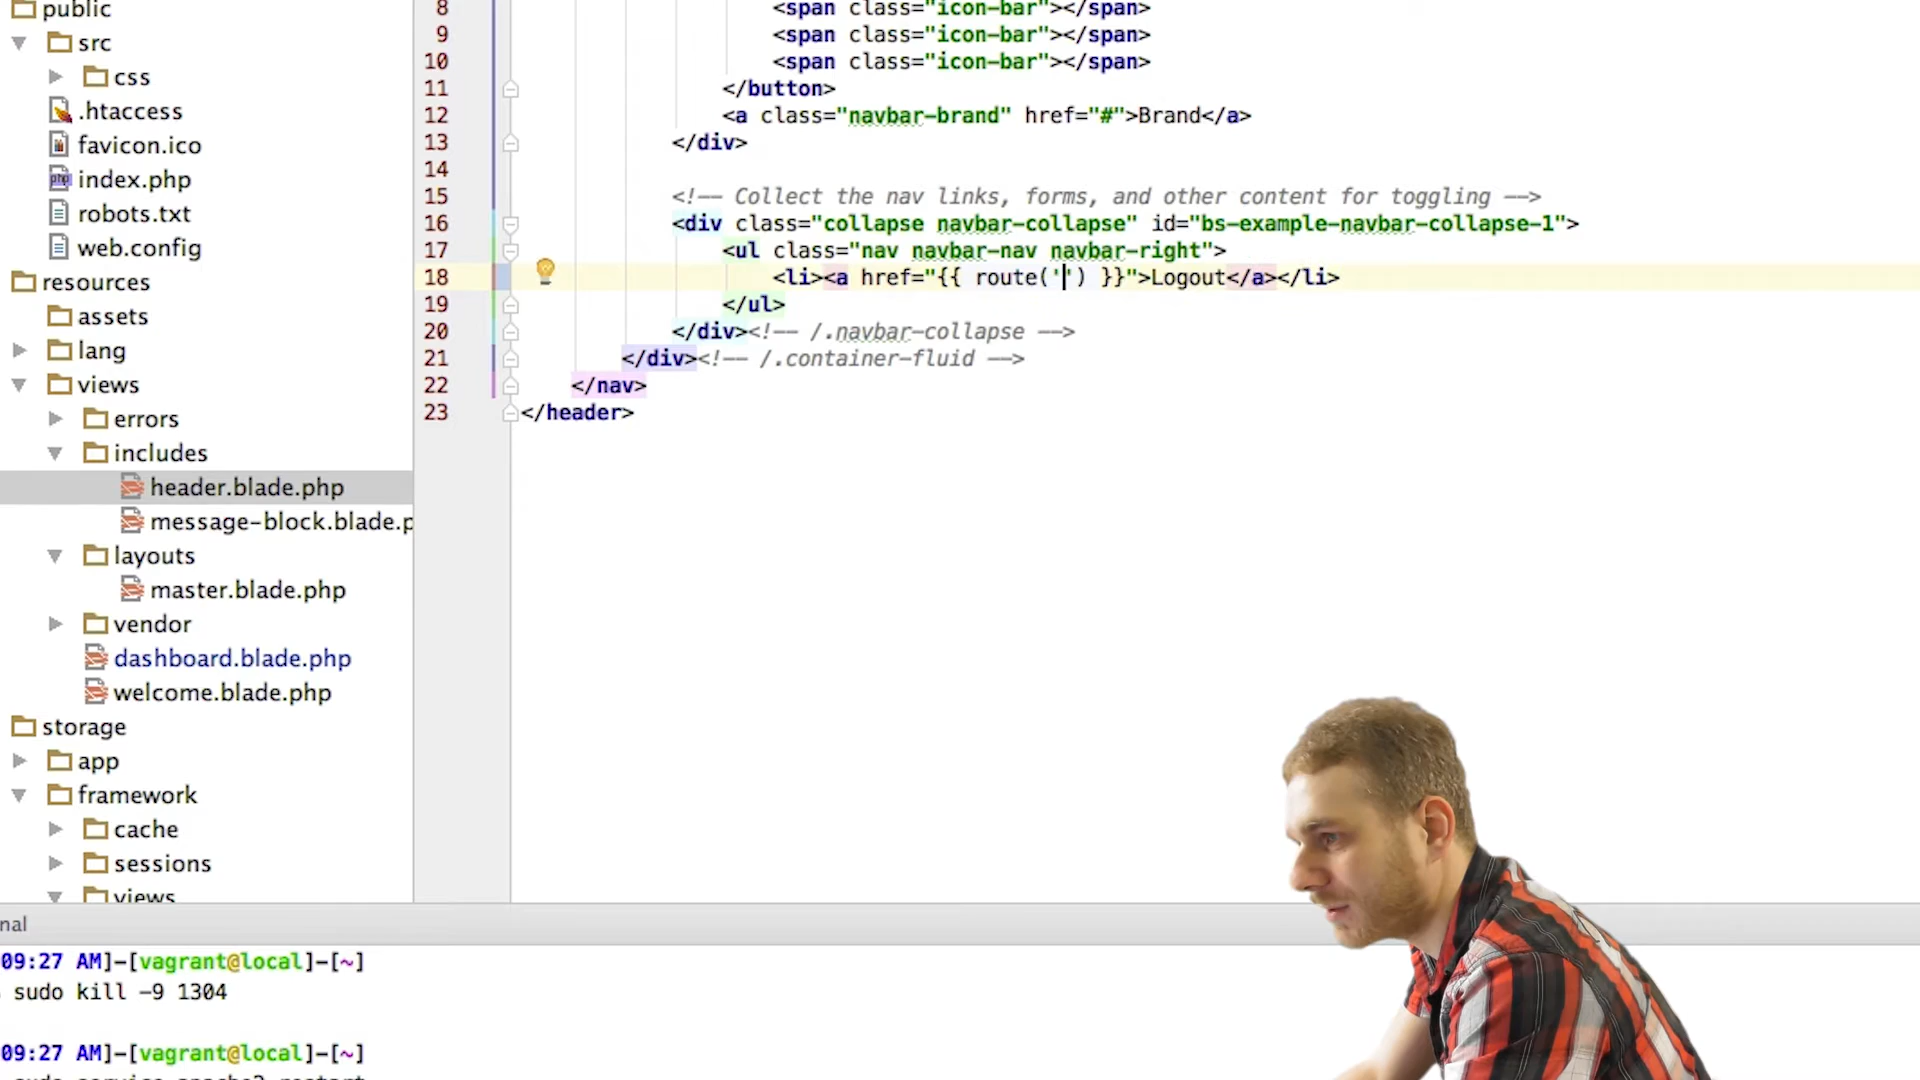 public
src
css
.htaccess
favicon.ico
index.php
robots.txt
web.config
resources
assets
lang
views
errors
includes
header.blade.php
message-block.blade.p
layouts
master.blade.php
vendor
dashboard.blade.php
welcome.blade.php
storage
app
framework
cache
sessions
views
8 <span class="icon-bar"></span>
9 <span class="icon-bar"></span>
10 <span class="icon-bar"></span>
11 </button>
12 <a class="navbar-brand" href="#">Brand</a>
13 </div>
14
15 <!-- Collect the nav links, forms, and other content for toggling -->
16 <div class="collapse navbar-collapse" id="bs-example-navbar-collapse-1">
17 <ul class="nav navbar-nav navbar-right">
18 <li><a href="{{ route('') }}">Logout</a></li>
19 </ul>
20 </div><!-- /.navbar-collapse -->
21 </div><!-- /.container-fluid -->
22 </nav>
23 </header>
nal
09:27 AM]-[vagrant@local]-[~]
sudo kill -9 1304
09:27 AM]-[vagrant@local]-[~]
sudo service apache2 restart